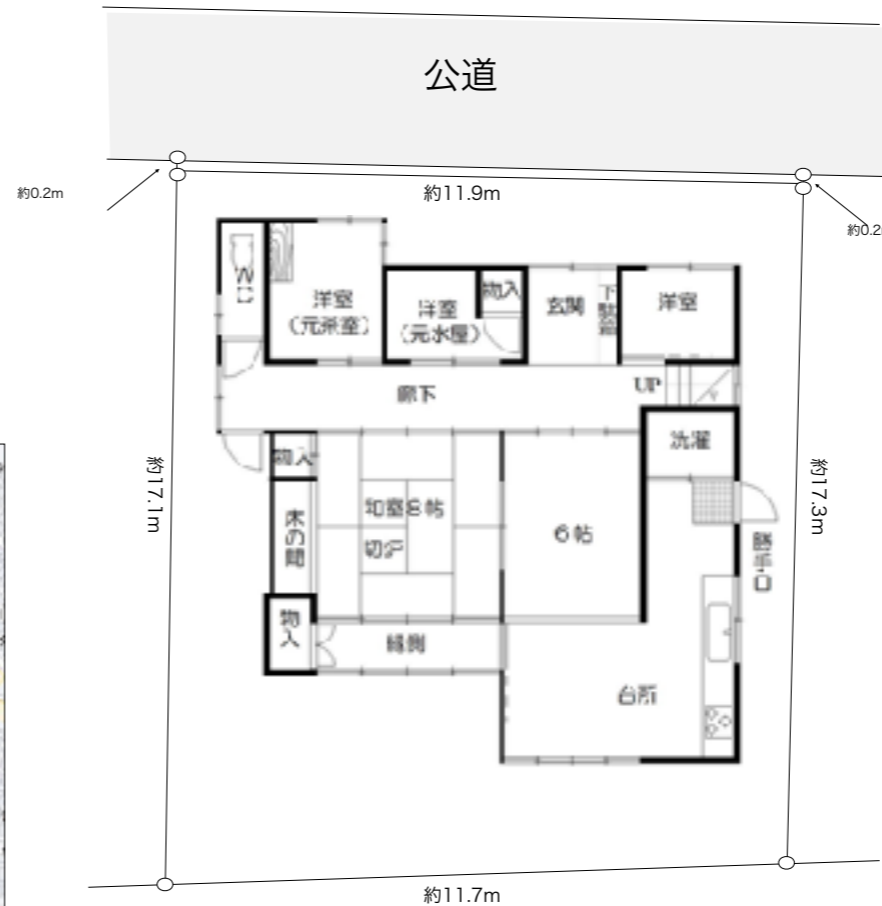 公道
約0.2m
約11.9m
約0.2
洋室
(元茶室)
洋室
(元水屋)
物入
玄関
下駄箱
洋室
廊下
UP
物入
洗濯
和室8帖
床の間
6帖
約17.1m
約17.3m
勝手口
物入
縁側
台所
約11.7m